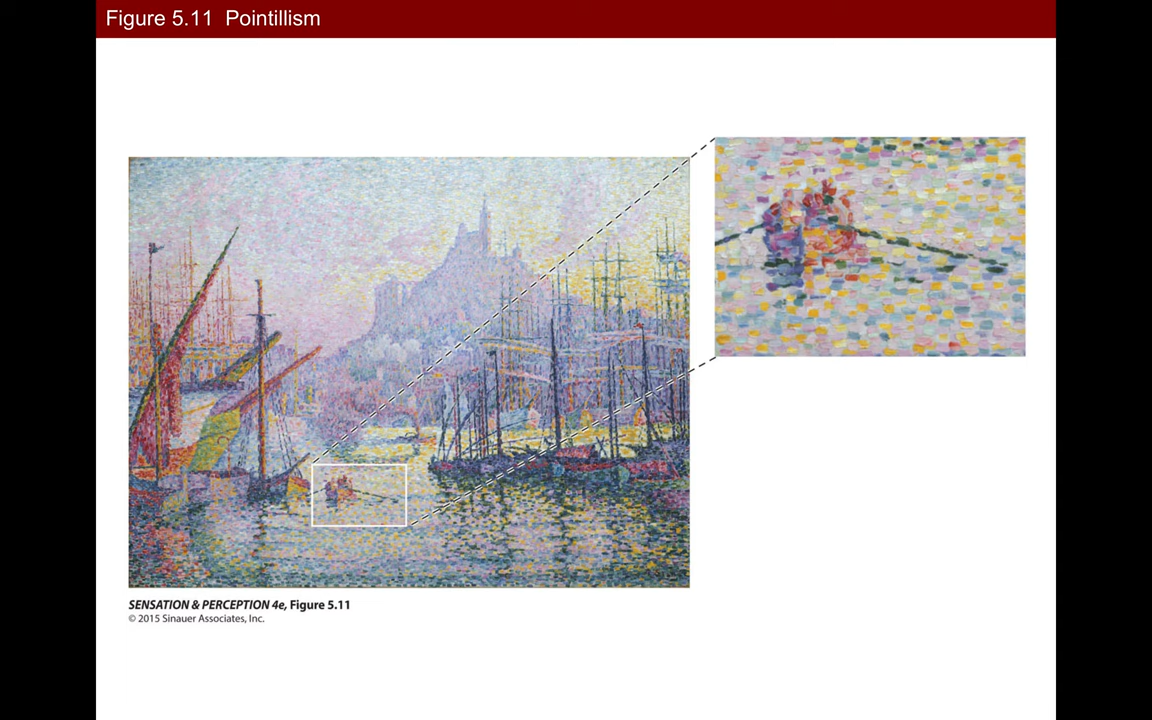 Figure 5.11 Pointillism
SENSATION & PERCEPTION 4e, Figure 5.11
© 2015 Sinauer Associates, Inc.